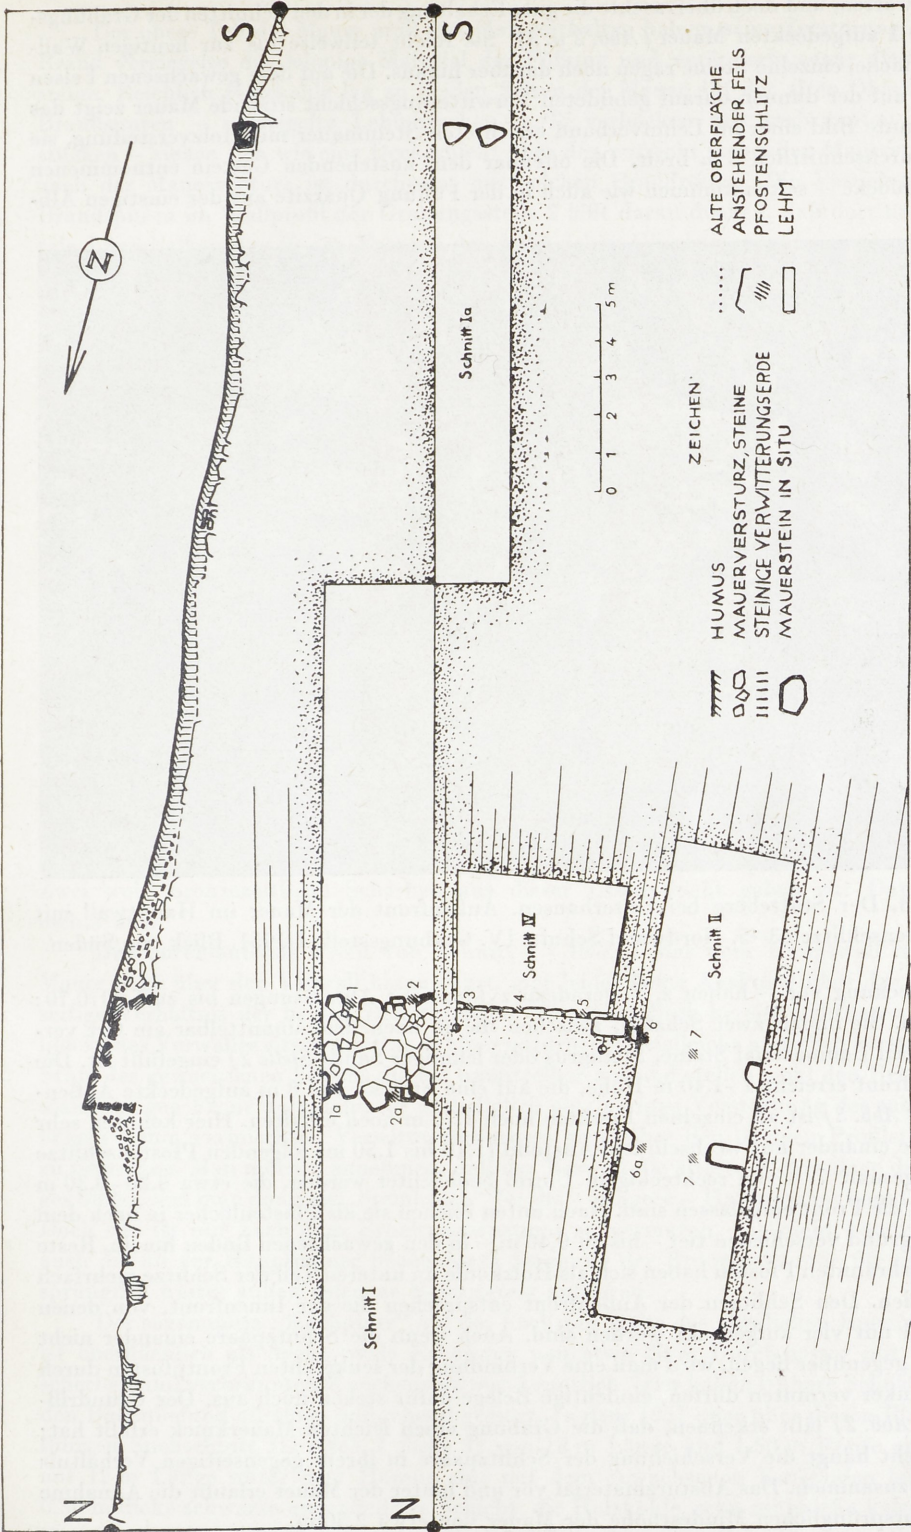 N
S
Z
N
S
Schnitt I
Schnitt Ia
1a
1
2a
2
3
4
5
6
6a
7
7
Schnitt IV
Schnitt II
0 1 2 3 4 5 m
ZEICHEN
HUMUS
MAUERVERSTURZ, STEINE
STEINIGE VERWITTERUNGSERDE
MAUERSTEIN IN SITU
ALTE OBERFLÄCHE
ANSTEHENDER FELS
PFOSTENSCHLITZ
LEHM